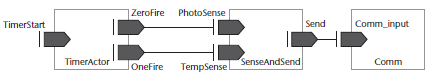 ZeroFire PhotoSense
TimerStart Send Comm_input
TimerActor OneFire TempSense SenseAndSend Comm